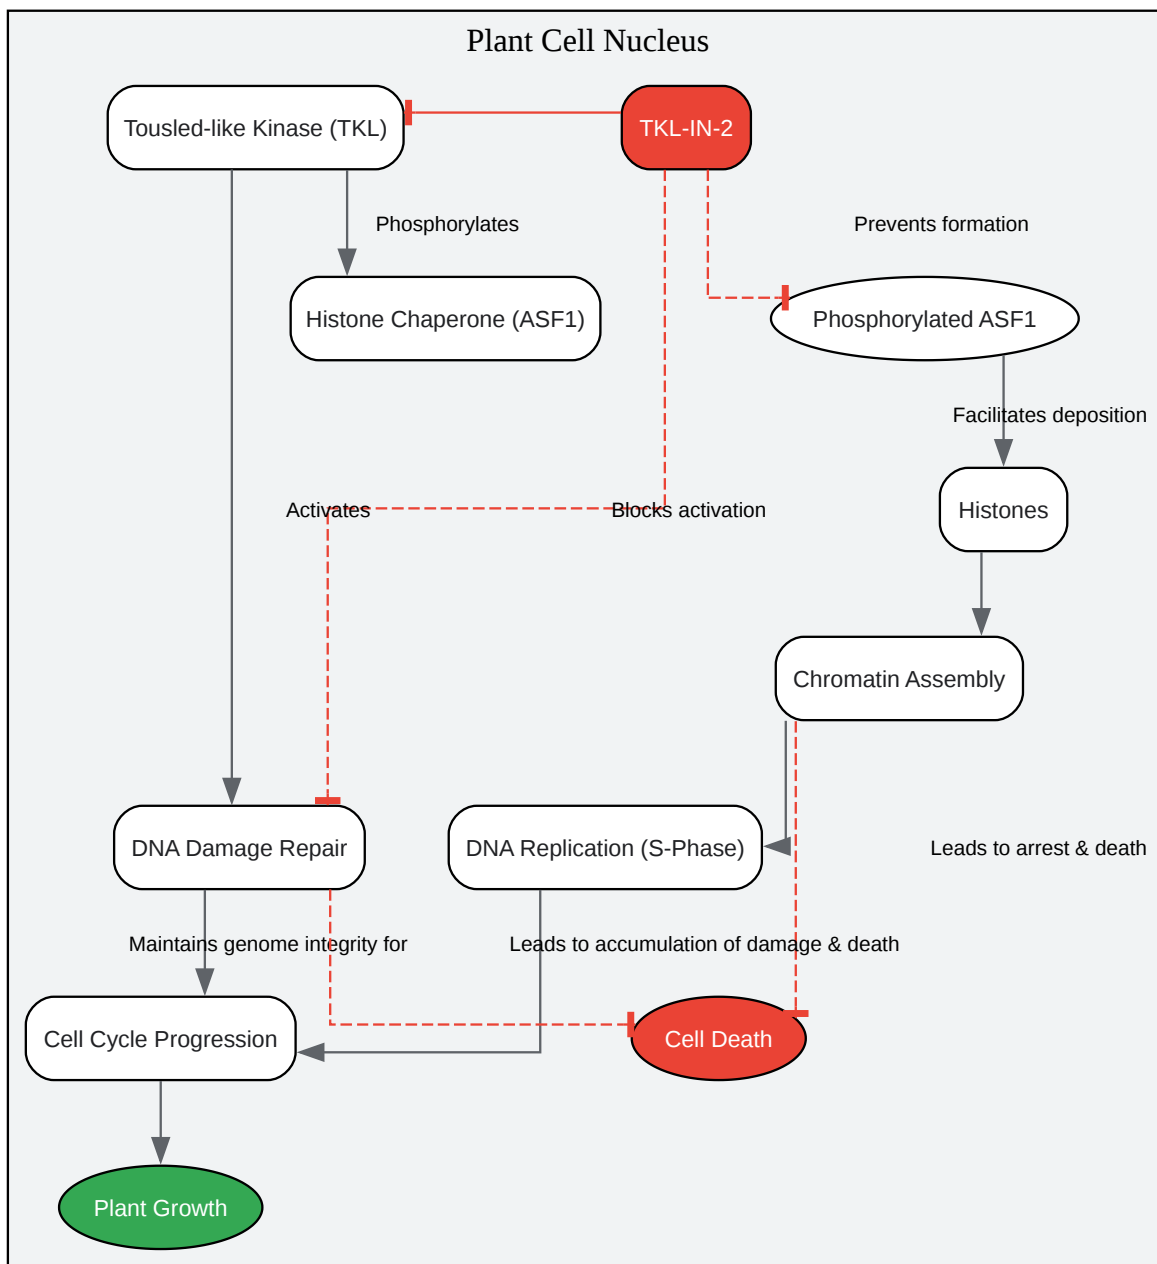 Plant Cell Nucleus
Tousled-like Kinase (TKL)
TKL-IN-2
Phosphorylates
Prevents formation
Histone Chaperone (ASF1)
Phosphorylated ASF1
Facilitates deposition
Activates
Blocks activation
Histones
Chromatin Assembly
DNA Damage Repair
DNA Replication (S-Phase)
Leads to arrest & death
Maintains genome integrity for
Leads to accumulation of damage & death
Cell Cycle Progression
Cell Death
Plant Growth